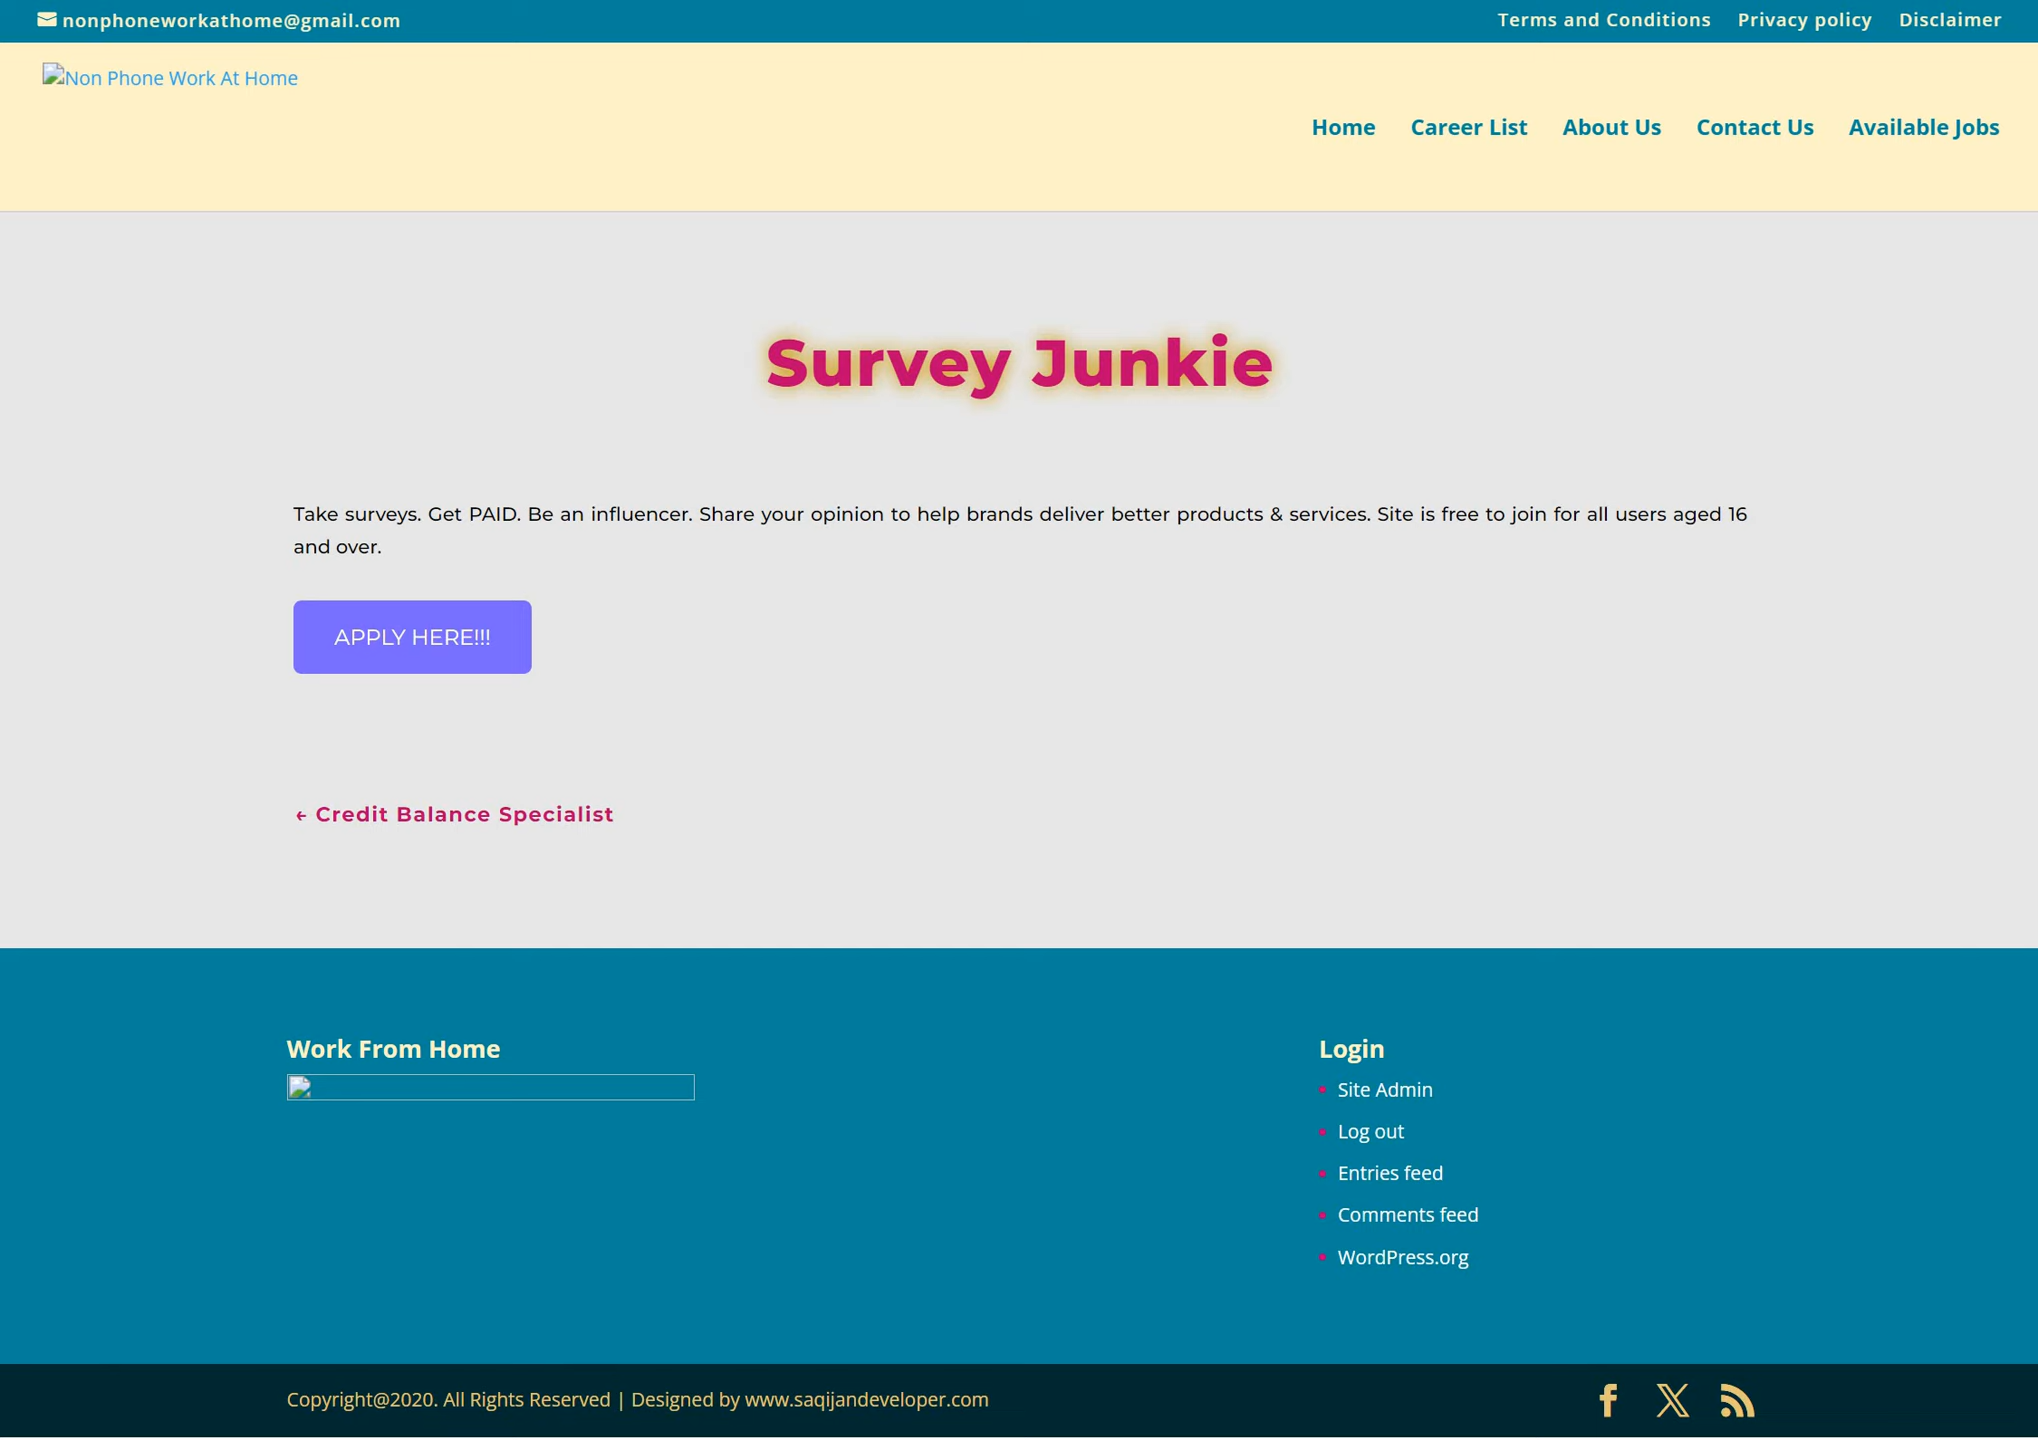 nonphoneworkathome@gmail.com
Terms and Conditions Privacy policy Disclaimer
Non Phone Work At Home
Home Career List About Us Contact Us Available Jobs
Survey Junkie
Take surveys. Get PAID. Be an influencer. Share your opinion to help brands deliver better products & services. Site is free to join for all users aged 16
and over.
APPLY HERE!!!
← Credit Balance Specialist
Work From Home
Login
Site Admin
Log out
Entries feed
Comments feed
WordPress.org
Copyright@2020. All Rights Reserved | Designed by www.saqijandeveloper.com